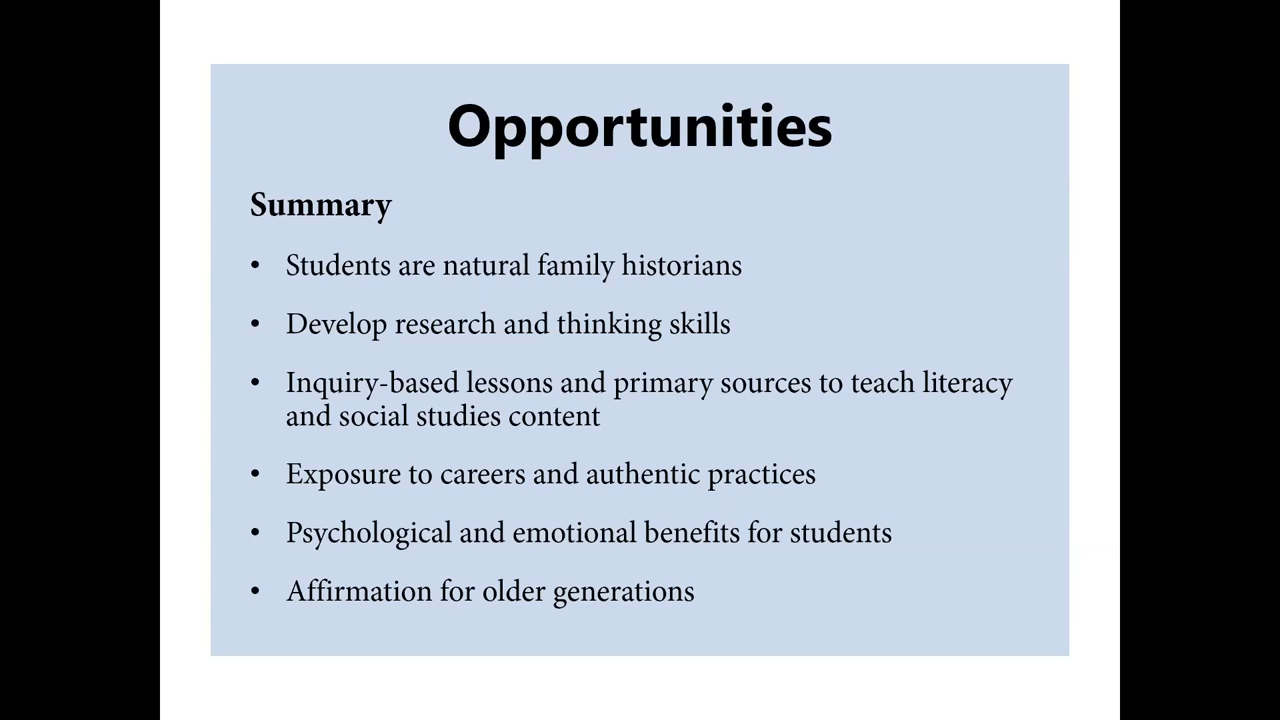 Opportunities
Summary
• Students are natural family historians
• Develop research and thinking skills
• Inquiry-based lessons and primary sources to teach literacy
and social studies content
• Exposure to careers and authentic practices
• Psychological and emotional benefits for students
• Affirmation for older generations